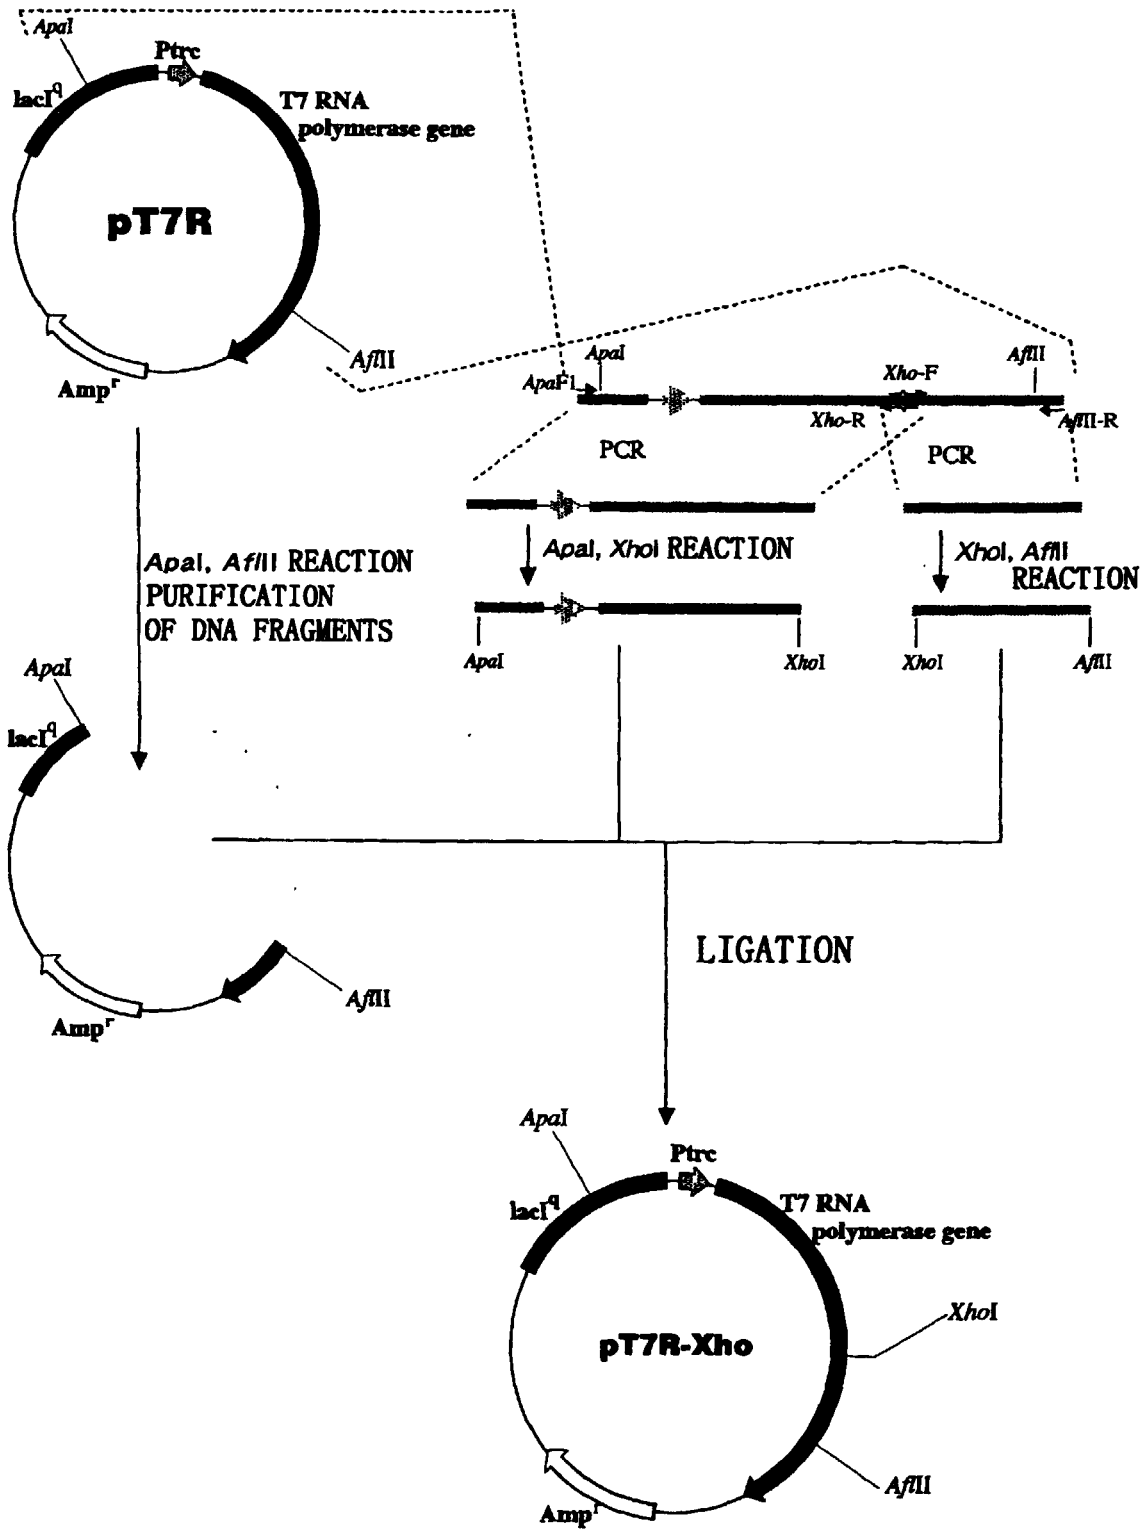 ApaI
Ptrc
lacIq
T7 RNA
polymerase gene
pT7R
AflII
Ampr
ApaI
AflII
Xho-F
ApaF1
Xho-R
AflII-R
PCR
PCR
ApaI, AflII REACTION
PURIFICATION
OF DNA FRAGMENTS
ApaI, XhoI REACTION
XhoI, AflII
REACTION
ApaI
XhoI
XhoI
AflII
ApaI
lacIq
AflII
Ampr
LIGATION
ApaI
Ptrc
lacIq
T7 RNA
polymerase gene
XhoI
pT7R-Xho
AflII
Ampr